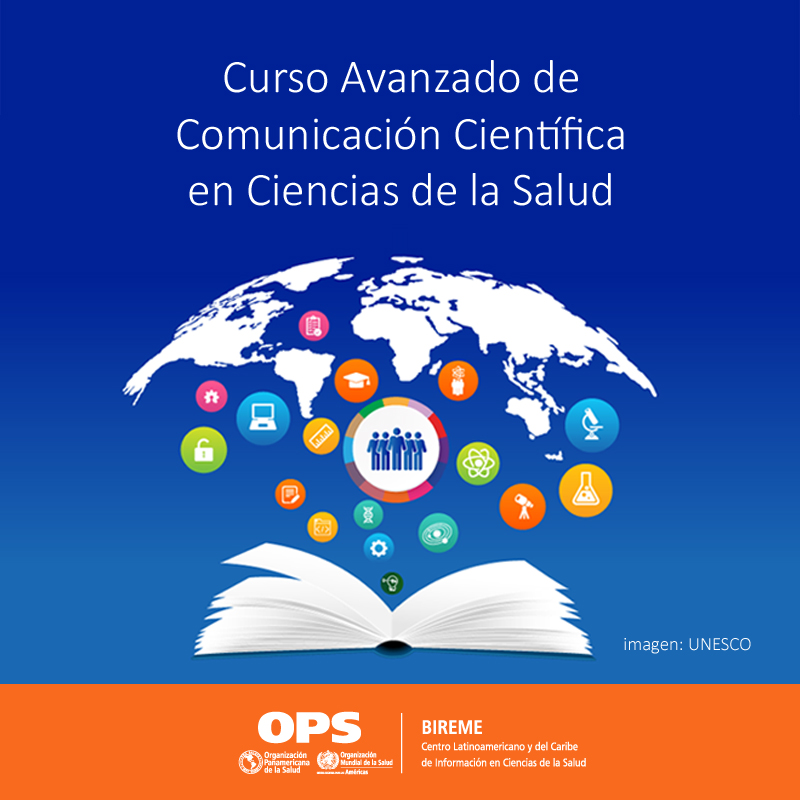 Curso Avanzado de
Comunicación Científica
en Ciencias de la Salud
imagen: UNESCO
OPS
Organización
Panamericana
de la Salud
Organización
Mundial de la Salud
Américas
BIREME
Centro Latinoamericano y del Caribe
de Información en Ciencias de la Salud